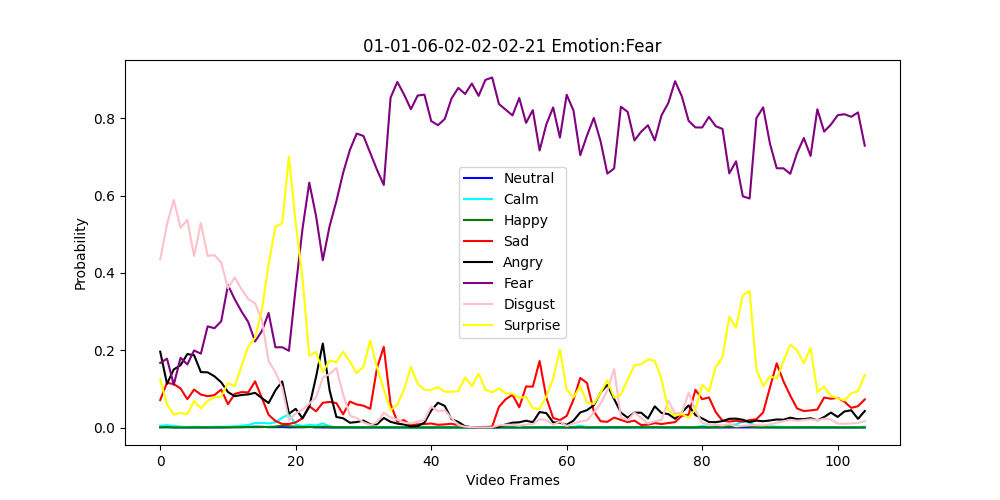 01-01-06-02-02-02-21 Emotion:Fear
Probability
0.8
0.6
0.4
0.2
0.0
Neutral
Calm
Happy
Sad
Angry
Fear
Disgust
Surprise
0 20 40 60 80 100
Video Frames